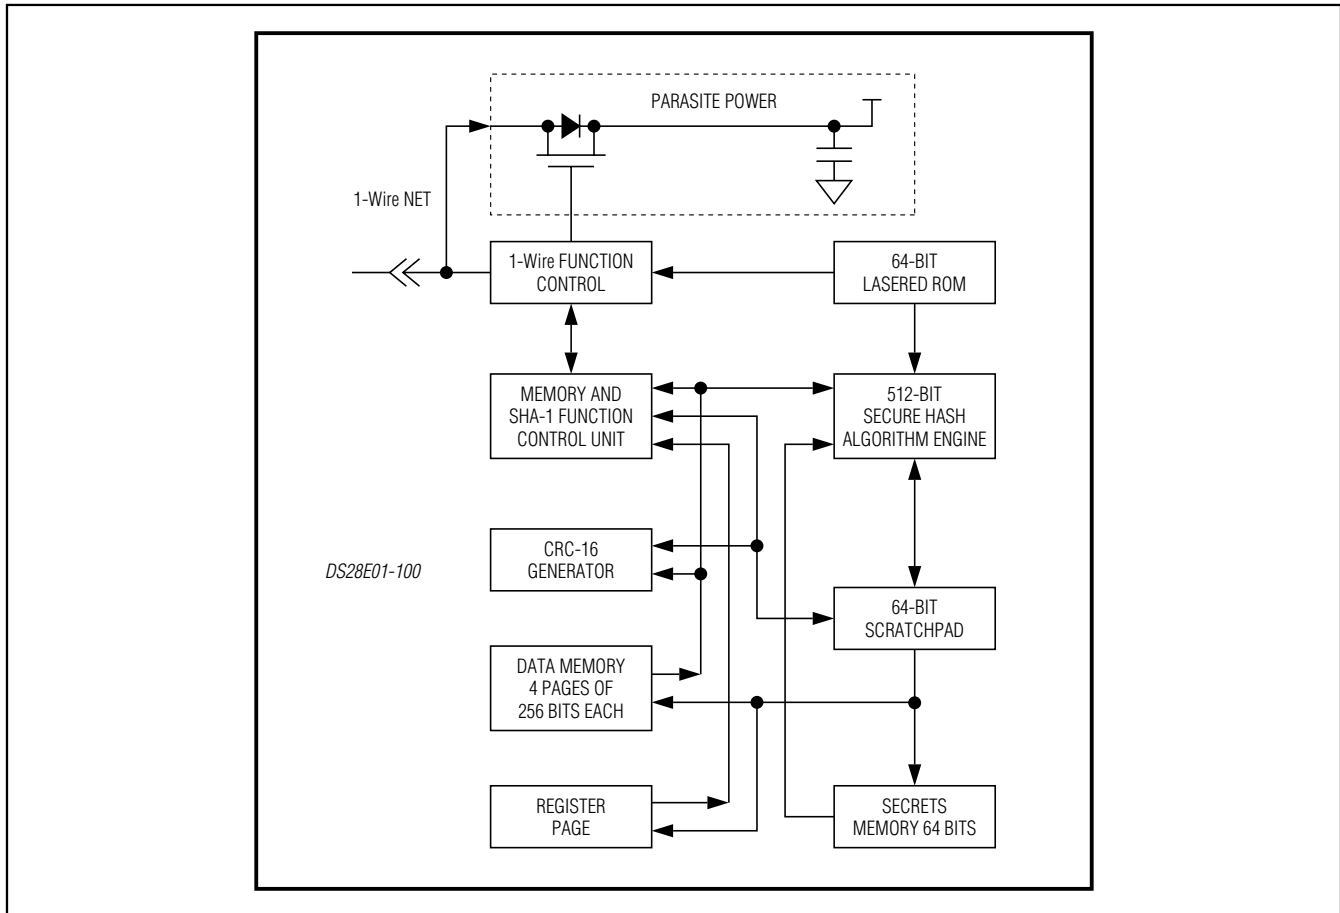 PARASITE POWER
1-Wire NET
1-Wire FUNCTION
CONTROL
64-BIT
LASERED ROM
MEMORY AND
SHA-1 FUNCTION
CONTROL UNIT
512-BIT
SECURE HASH
ALGORITHM ENGINE
CRC-16
GENERATOR
DS28E01-100
64-BIT
SCRATCHPAD
DATA MEMORY
4 PAGES OF
256 BITS EACH
REGISTER
PAGE
SECRETS
MEMORY 64 BITS